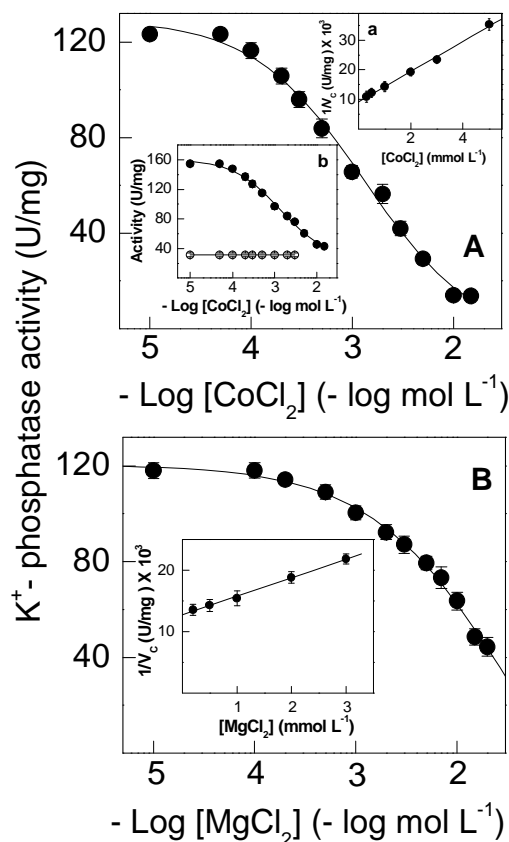 K⁺- phosphatase activity (U/mg)
120
80
40
5 4 3 2
- Log [CoCl₂] (- log mol L⁻¹)
A
a
1/V_C (U/mg) X 10³
30
20
10
2 4
[CoCl₂] (mmol L⁻¹)
b
Activity (U/mg)
160
120
80
40
5 4 3 2
- Log [CoCl₂] (- log mol L⁻¹)
B
120
80
40
5 4 3 2
- Log [MgCl₂] (- log mol L⁻¹)
1/V_C (U/mg) X 10³
20
10
1 2 3
[MgCl₂] (mmol L⁻¹)